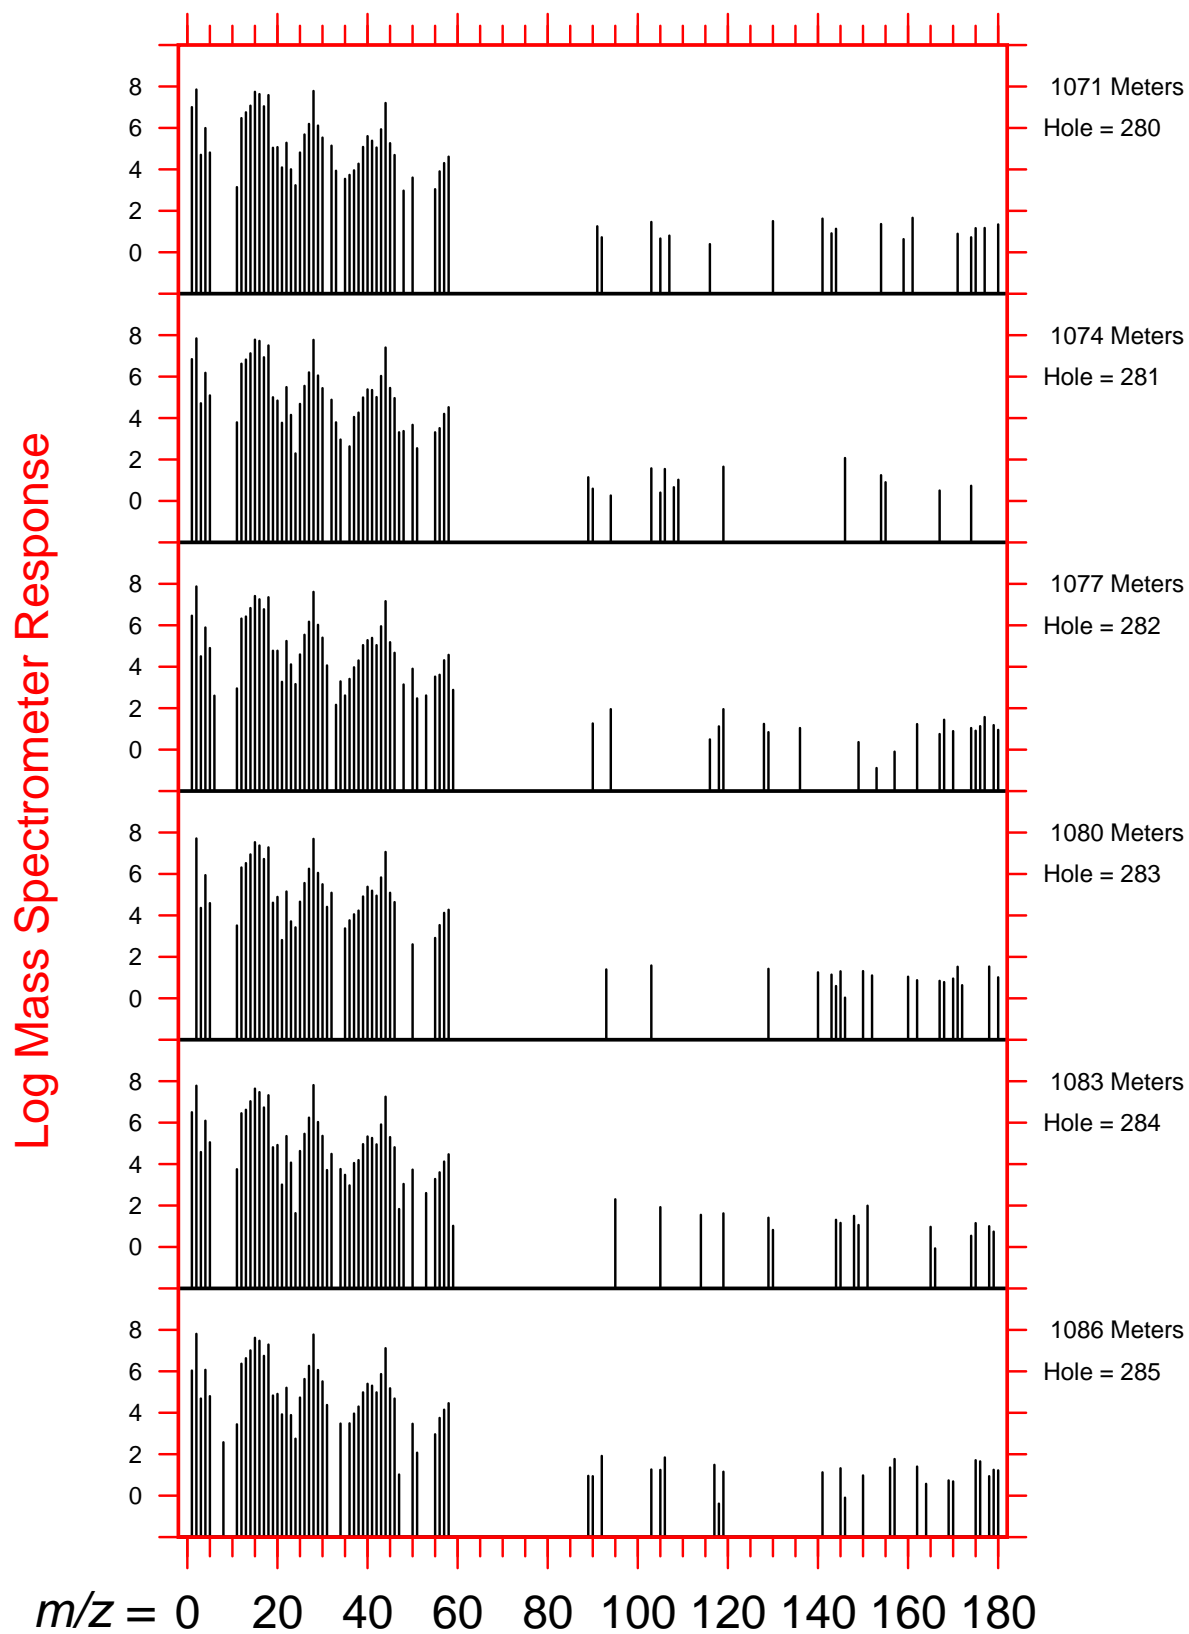 8
6
4
2
0
1071 Meters
Hole = 280
8
6
4
2
0
1074 Meters
Hole = 281
8
6
4
2
0
1077 Meters
Hole = 282
8
6
4
2
0
1080 Meters
Hole = 283
8
6
4
2
0
1083 Meters
Hole = 284
8
6
4
2
0
1086 Meters
Hole = 285
Log Mass Spectrometer Response
m/z = 0 20 40 60 80 100 120 140 160 180